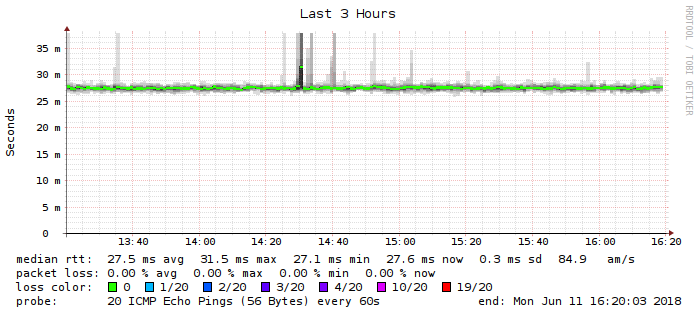 Last 3 Hours
RRDTOOL / TOBI OETIKER
Seconds
35 m
30 m
25 m
20 m
15 m
10 m
5 m
0
13:40 14:00 14:20 14:40 15:00 15:20 15:40 16:00 16:20
median rtt: 27.5 ms avg 31.5 ms max 27.1 ms min 27.6 ms now 0.3 ms sd 84.9 am/s
packet loss: 0.00 % avg 0.00 % max 0.00 % min 0.00 % now
loss color: 0 1/20 2/20 3/20 4/20 10/20 19/20
probe: 20 ICMP Echo Pings (56 Bytes) every 60s end: Mon Jun 11 16:20:03 2018